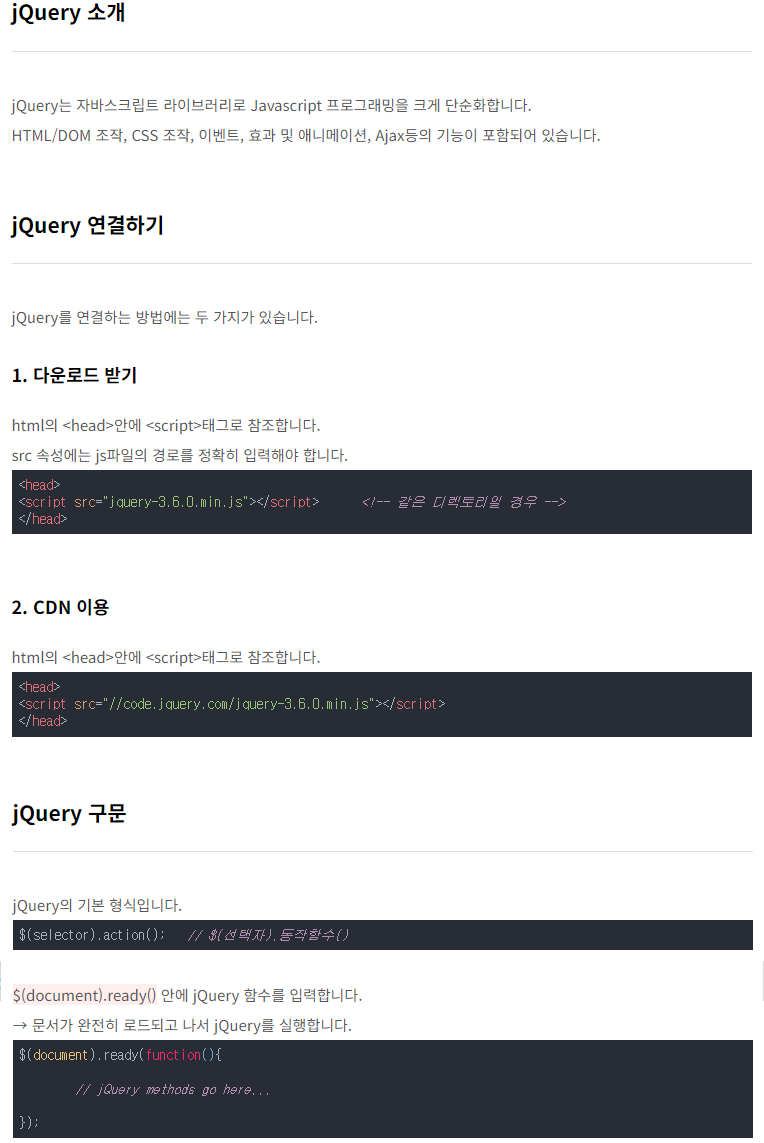 jQuery 소개
jQuery는 자바스크립트 라이브러리로 Javascript 프로그래밍을 크게 단순화합니다.
HTML/DOM 조작, CSS 조작, 이벤트, 효과 및 애니메이션, Ajax등의 기능이 포함되어 있습니다.
jQuery 연결하기
jQuery를 연결하는 방법에는 두 가지가 있습니다.
1. 다운로드 받기
html의 <head>안에 <script>태그로 참조합니다.
src 속성에는 js파일의 경로를 정확히 입력해야 합니다.
<head>
<script src="jquery-3.6.0.min.js"></script>      <!-- 같은 디렉토리일 경우 -->
</head>
2. CDN 이용
html의 <head>안에 <script>태그로 참조합니다.
<head>
<script src="//code.jquery.com/jquery-3.6.0.min.js"></script>
</head>
jQuery 구문
jQuery의 기본 형식입니다.
$(selector).action();   // $(선택자).동작함수()
$(document).ready() 안에 jQuery 함수를 입력합니다.
→ 문서가 완전히 로드되고 나서 jQuery를 실행합니다.
$(document).ready(function(){
// jQuery methods go here...
});